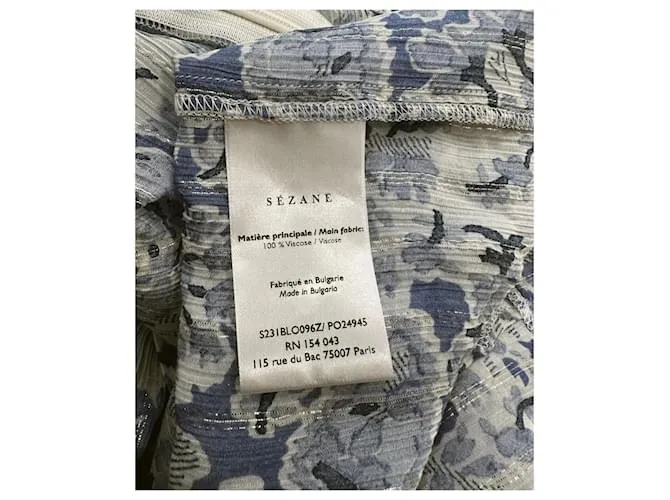 SÉZANE
Matière principale / Main fabric:
100 % Viscose / Viscose
Fabriqué en Bulgarie
Made in Bulgaria
S231BLO096Z/ PO24945
RN 154 043
115 rue du Bac 75007 Paris